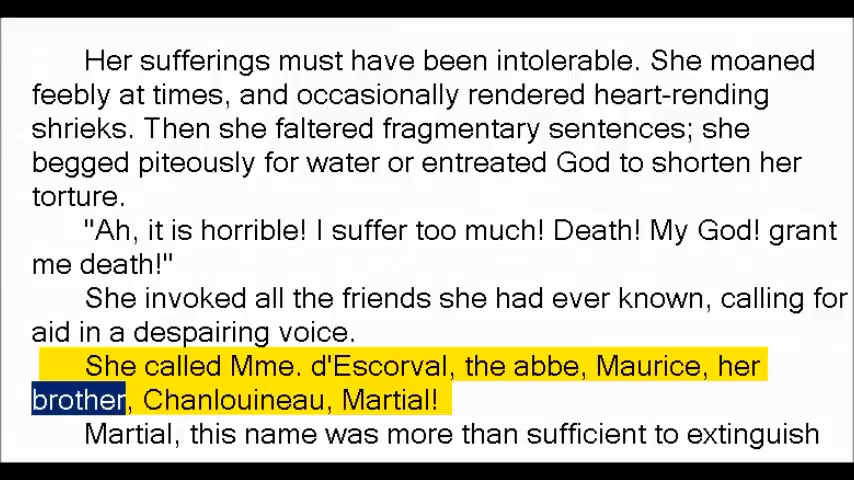 Her sufferings must have been intolerable. She moaned
feebly at times, and occasionally rendered heart-rending
shrieks. Then she faltered fragmentary sentences; she
begged piteously for water or entreated God to shorten her
torture.
"Ah, it is horrible! I suffer too much! Death! My God! grant
me death!"
She invoked all the friends she had ever known, calling for
aid in a despairing voice.
She called Mme. d'Escorval, the abbe, Maurice, her
brother, Chanlouineau, Martial!
Martial, this name was more than sufficient to extinguish